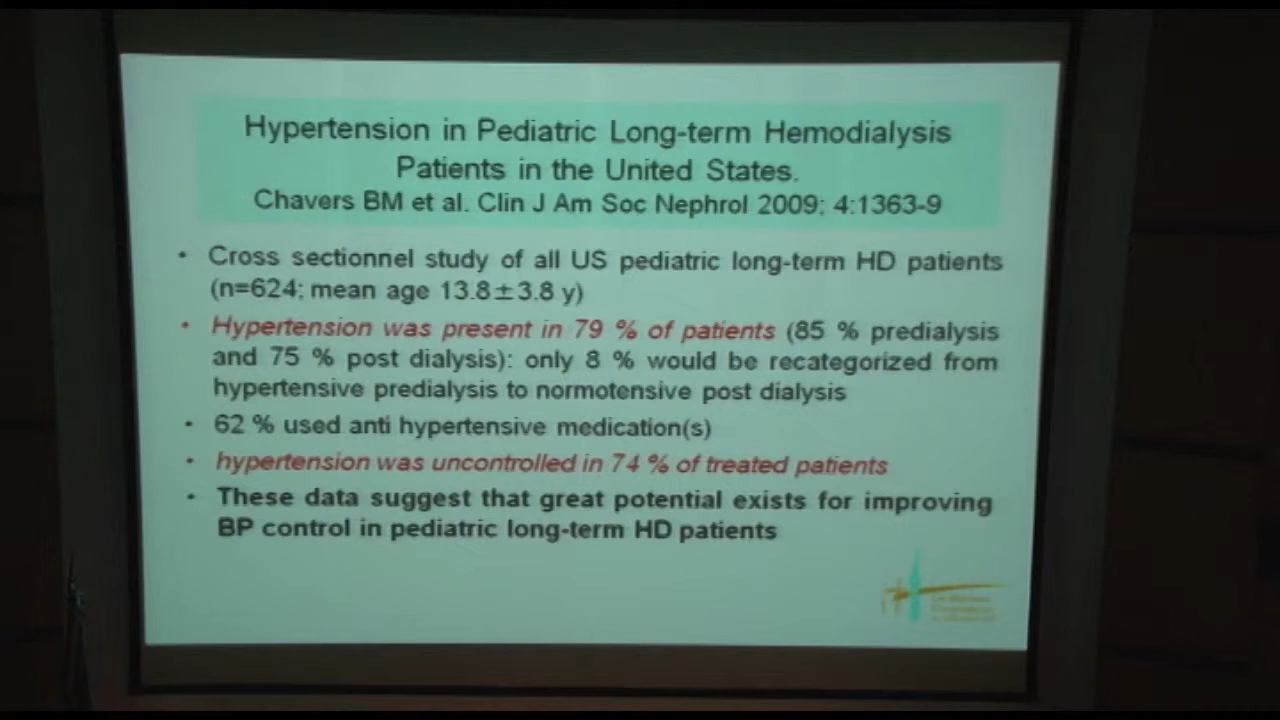 Hypertension in Pediatric Long-term Hemodialysis
Patients in the United States.
Chavers BM et al. Clin J Am Soc Nephrol 2009; 4:1363-9
• Cross sectionnel study of all US pediatric long-term HD patients
(n=624; mean age 13.8±3.8 y)
• Hypertension was present in 79 % of patients (85 % predialysis
and 75 % post dialysis): only 8 % would be recategorized from
hypertensive predialysis to normotensive post dialysis
• 62 % used anti hypertensive medication(s)
• hypertension was uncontrolled in 74 % of treated patients
• These data suggest that great potential exists for improving
BP control in pediatric long-term HD patients